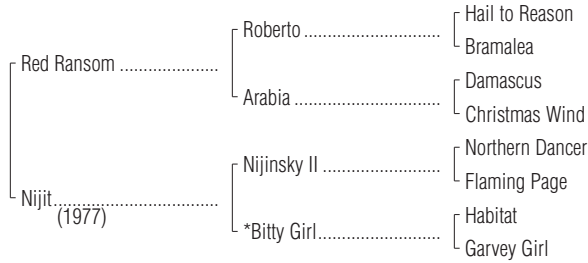 Hail to Reason
Roberto ........................
Bramalea
Red Ransom .................
Damascus
Arabia .........................
Christmas Wind
Northern Dancer
Nijinsky II ....................
Flaming Page
Nijit.............................
(1977)
Habitat
*Bitty Girl.....................
Garvey Girl